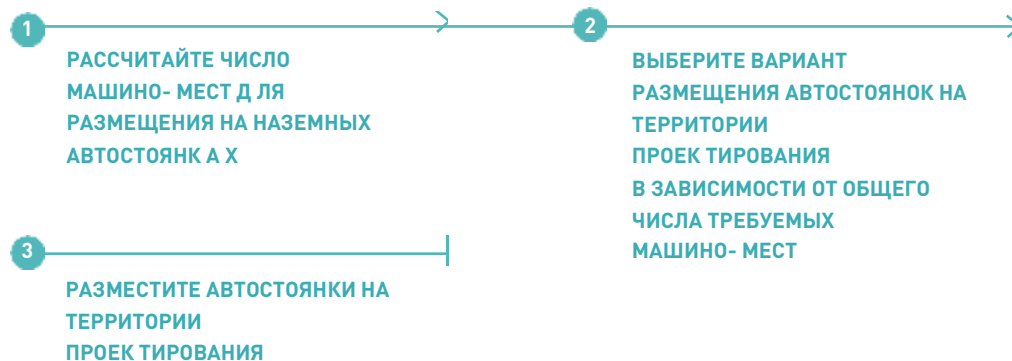 1
РАССЧИТАЙТЕ ЧИСЛО
МАШИНО- МЕСТ Д ЛЯ
РАЗМЕЩЕНИЯ НА НАЗЕМНЫХ
АВТОСТОЯНК А Х
2
ВЫБЕРИТЕ ВАРИАНТ
РАЗМЕЩЕНИЯ АВТОСТОЯНОК НА
ТЕРРИТОРИИ
ПРОЕК ТИРОВАНИЯ
В ЗАВИСИМОСТИ ОТ ОБЩЕГО
ЧИСЛА ТРЕБУЕМЫХ
МАШИНО- МЕСТ
3
РАЗМЕСТИТЕ АВТОСТОЯНКИ НА
ТЕРРИТОРИИ
ПРОЕК ТИРОВАНИЯ